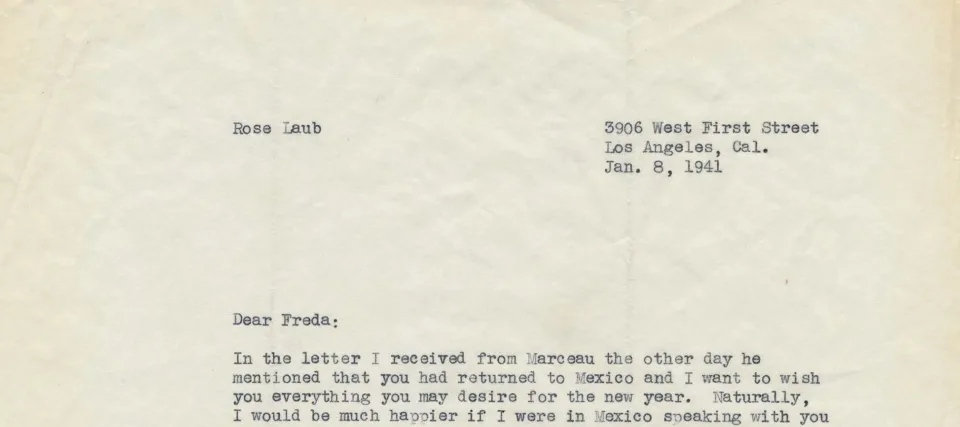 Rose Laub
3906 West First Street
Los Angeles, Cal.
Jan. 8, 1941
Dear Freda:
In the letter I received from Marceau the other day he
mentioned that you had returned to Mexico and I want to wish
you everything you may desire for the new year.  Naturally,
I would be much happier if I were in Mexico speaking with you